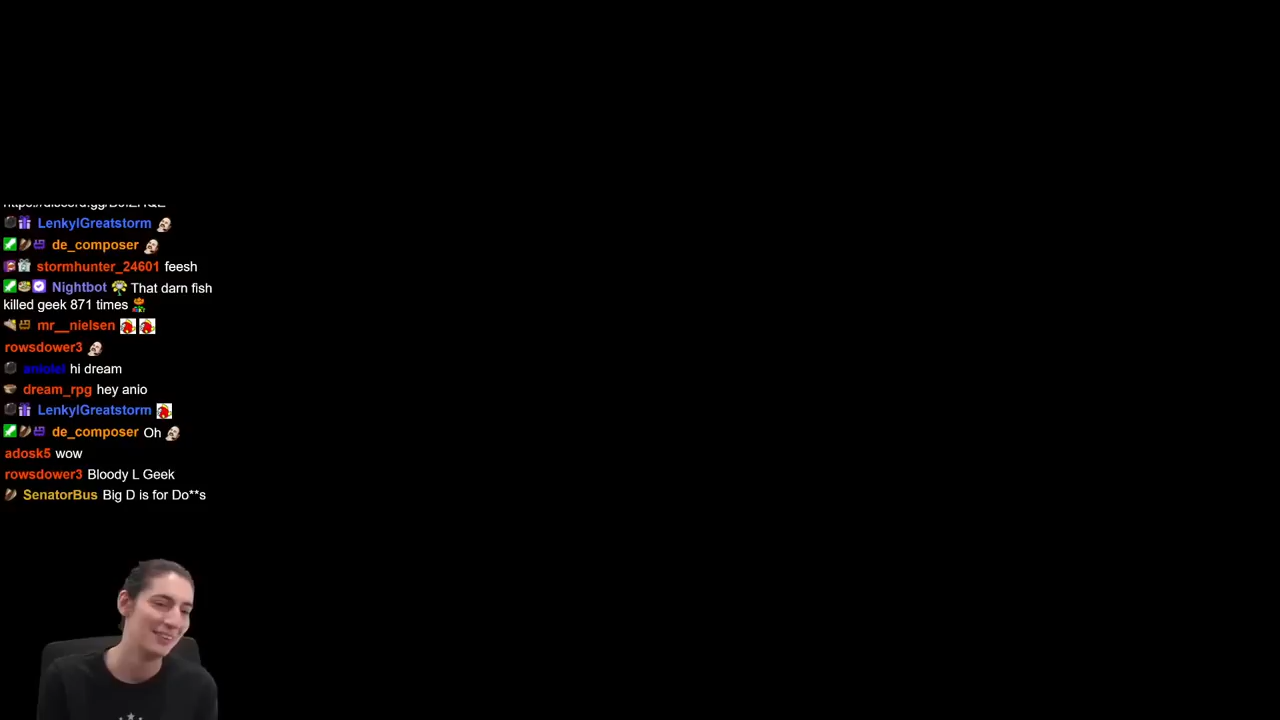 LenkylGreatstorm
de_composer
stormhunter_24601 feesh
Nightbot That darn fish
killed geek 871 times
mr__nielsen
rowsdower3
hi dream
dream_rpg hey anio
LenkylGreatstorm
de_composer Oh
adosk5 wow
rowsdower3 Bloody L Geek
SenatorBus Big D is for Do**s